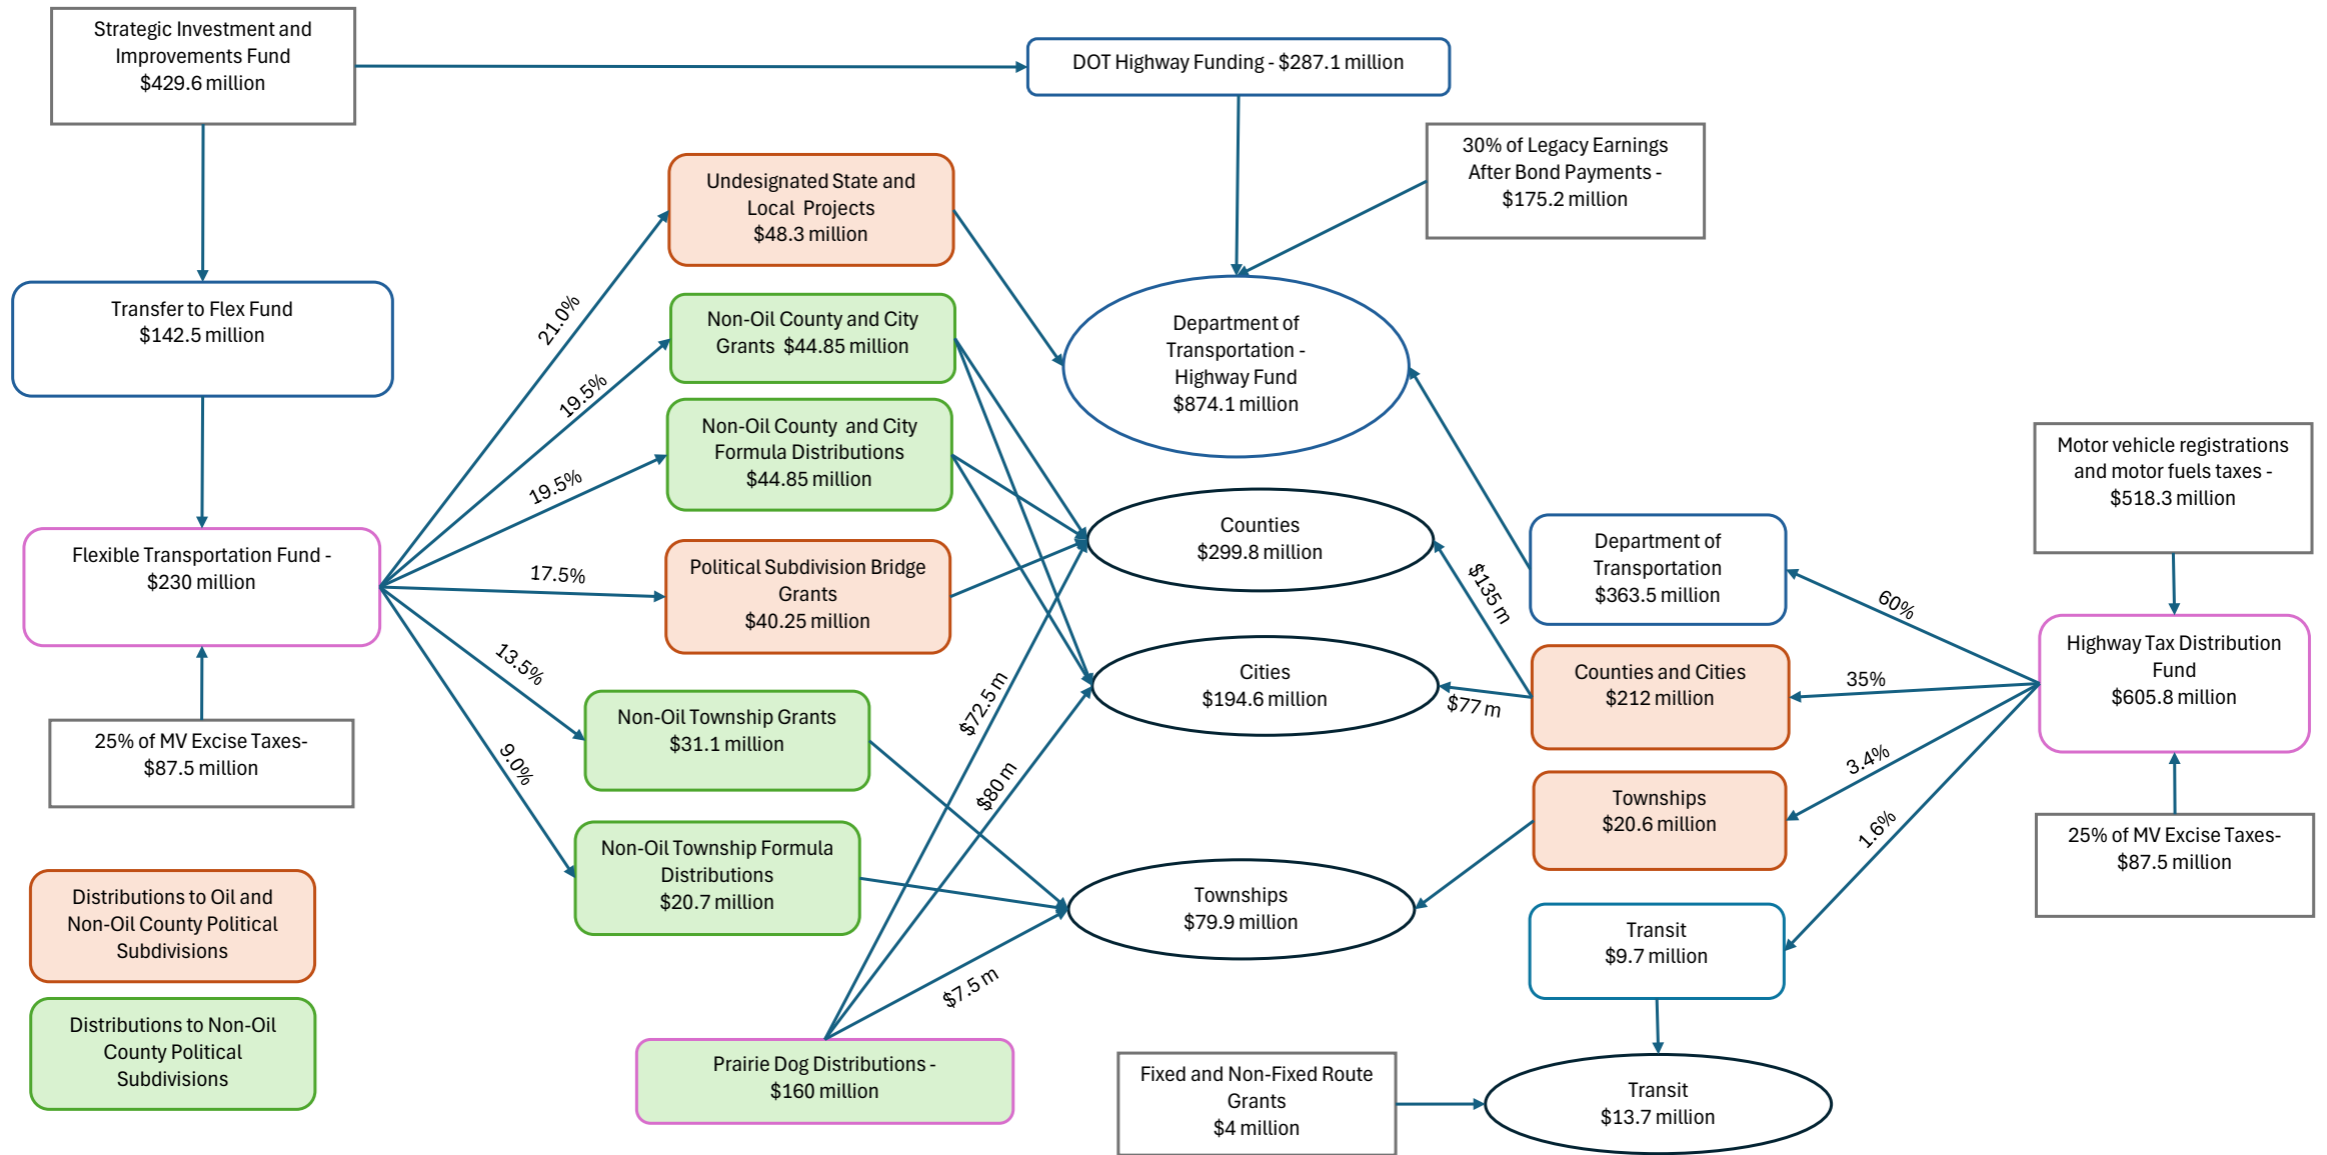 Strategic Investment and
Improvements Fund
$429.6 million
DOT Highway Funding - $287.1 million
30% of Legacy Earnings
After Bond Payments -
$175.2 million
Undesignated State and
Local  Projects
$48.3 million
Transfer to Flex Fund
$142.5 million
21.0%
Non-Oil County and City
Grants  $44.85 million
Department of
Transportation -
Highway Fund
$874.1 million
19.5%
Non-Oil County  and City
Formula Distributions
$44.85 million
19.5%
Motor vehicle registrations
and motor fuels taxes -
$518.3 million
Flexible Transportation Fund -
$230 million
17.5%
Political Subdivision Bridge
Grants
$40.25 million
Counties
$299.8 million
$135 m
Department of
Transportation
$363.5 million
60%
Highway Tax Distribution
Fund
$605.8 million
13.5%
9.0%
Non-Oil Township Grants
$31.1 million
$72.5 m
Cities
$194.6 million
$77 m
Counties and Cities
$212 million
35%
25% of MV Excise Taxes-
$87.5 million
$80 m
Townships
$20.6 million
3.4%
1.6%
25% of MV Excise Taxes-
$87.5 million
Non-Oil Township Formula
Distributions
$20.7 million
Townships
$79.9 million
Distributions to Oil and
Non-Oil County Political
Subdivisions
$7.5 m
Transit
$9.7 million
Distributions to Non-Oil
County Political
Subdivisions
Prairie Dog Distributions -
$160 million
Fixed and Non-Fixed Route
Grants
$4 million
Transit
$13.7 million